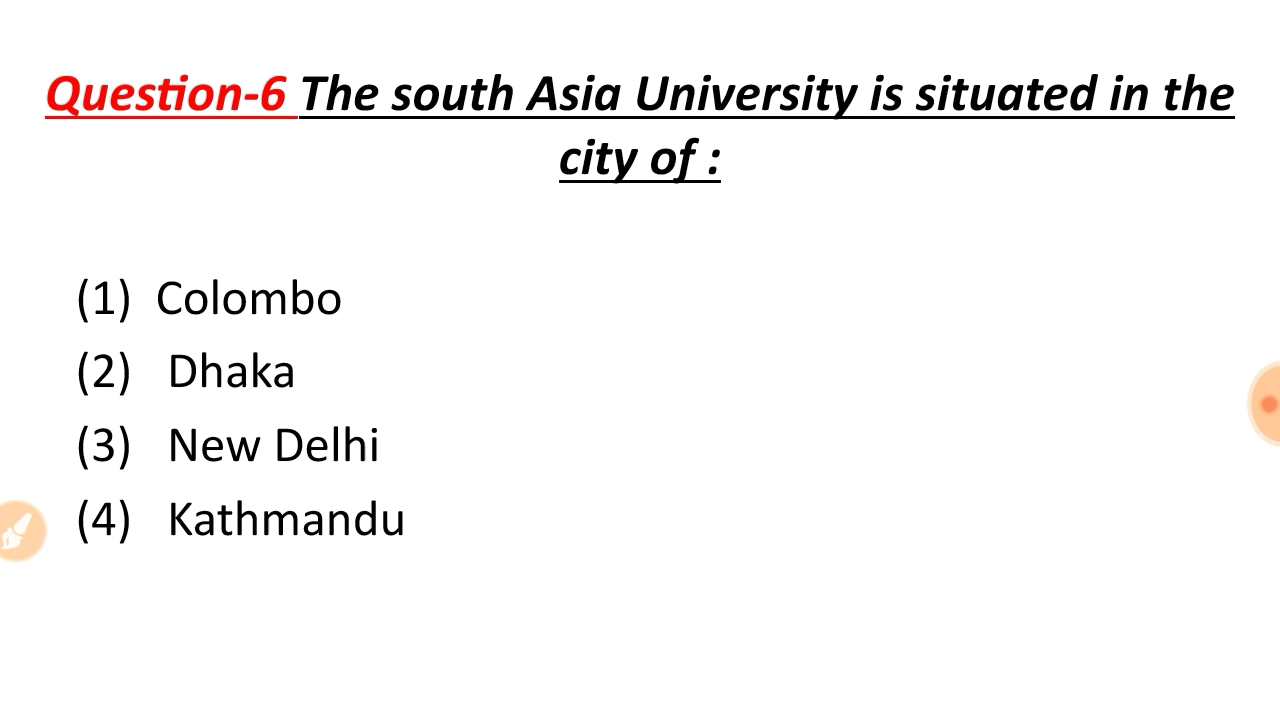 Question-6 The south Asia University is situated in the
city of :
(1) Colombo
(2) Dhaka
(3) New Delhi
(4) Kathmandu